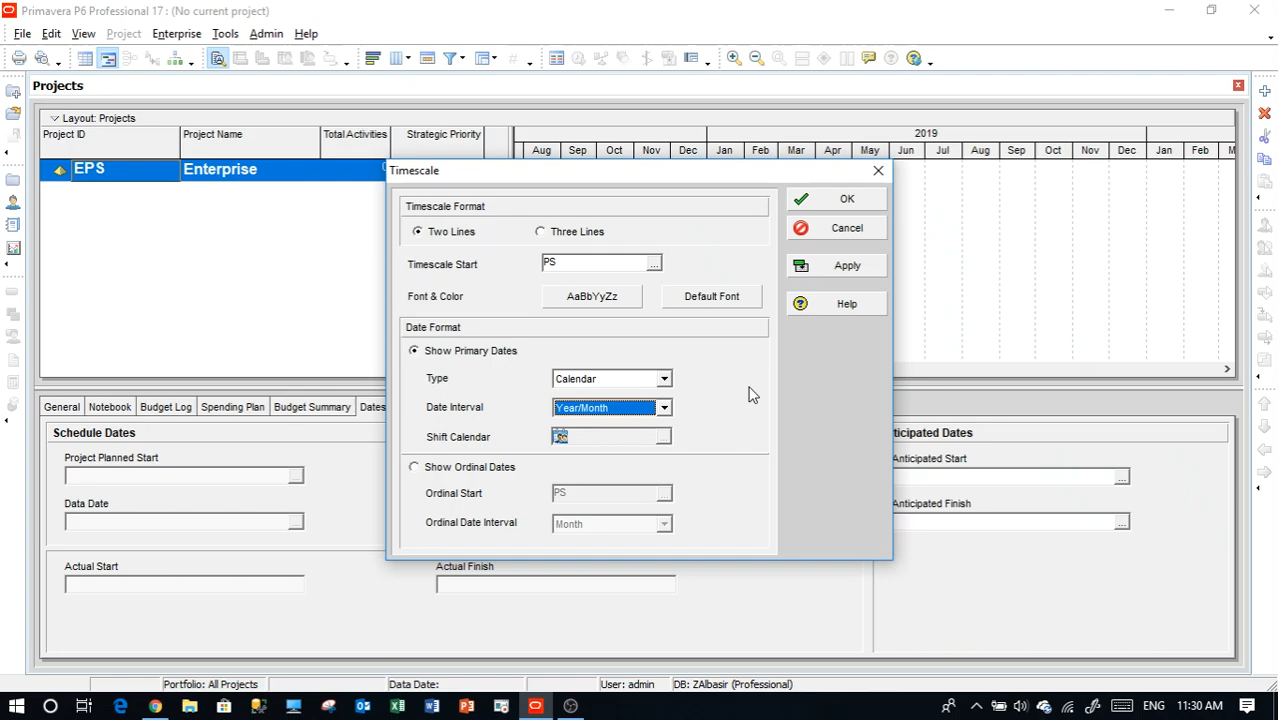 Primavera P6 Professional 17 : (No current project)
File Edit View Project Enterprise Tools Admin Help
Projects
Layout: Projects
Project ID Project Name Total Activities Strategic Priority 2019
Aug Sep Oct Nov Dec Jan Feb Mar Apr May Jun Jul Aug Sep Oct Nov Dec Jan Feb
EPS Enterprise
Timescale
Timescale Format
Two Lines Three Lines
Timescale Start PS
Font & Color AaBbYyZz Default Font
Date Format
Show Primary Dates
Type Calendar
Date Interval Year/Month
Shift Calendar
Show Ordinal Dates
Ordinal Start PS
Ordinal Date Interval Month
OK
Cancel
Apply
Help
General Notebook Budget Log Spending Plan Budget Summary Dates
Schedule Dates
Project Planned Start
Data Date
Actual Start
Actual Finish
ticipated Dates
Anticipated Start
Anticipated Finish
Portfolio: All Projects Data Date: User: admin DB: ZAlbasir (Professional)
ENG 11:30 AM